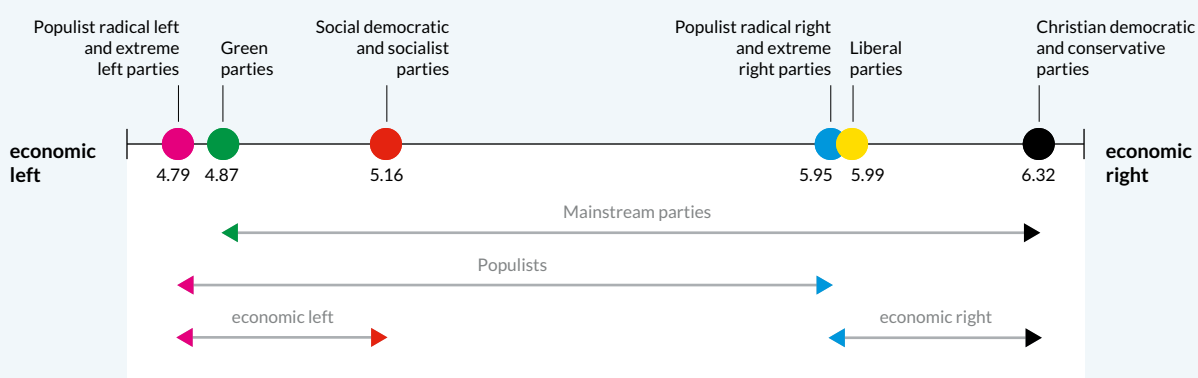 Populist radical left
and extreme
left parties
Green
parties
Social democratic
and socialist
parties
Populist radical right
and extreme
right parties
Liberal
parties
Christian democratic
and conservative
parties
economic
left
economic
right
4.79
4.87
5.16
5.95
5.99
6.32
Mainstream parties
Populists
economic left
economic right